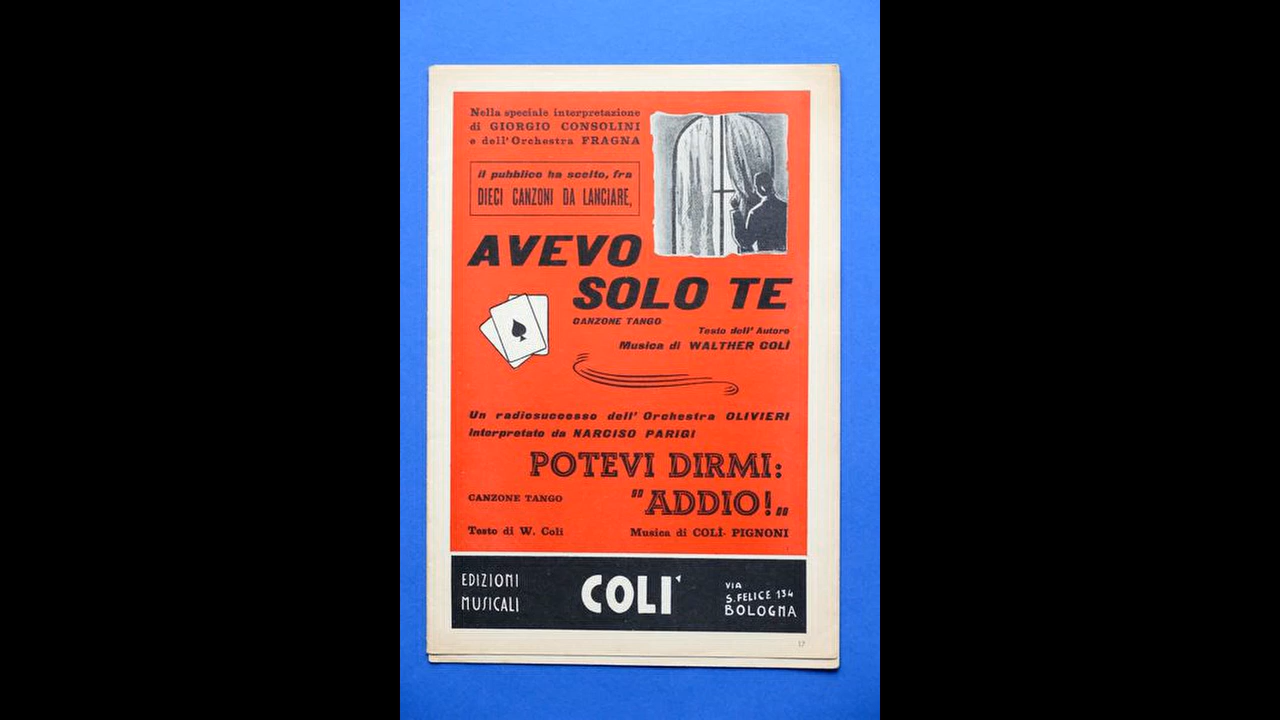 Nella speciale interpretazione
di GIORGIO CONSOLINI
e dell'Orchestra FRAGNA
il pubblico ha scelto, fra
DIECI CANZONI DA LANCIARE,
AVEVO
SOLO TE
CANZONE TANGO
Testo dell' Autore
Musica di WALTHER COLÌ
Un radiosuccesso dell' Orchestra OLIVIERI
interpretato da NARCISO PARIGI
POTEVI DIRMI:
"ADDIO!"
CANZONE TANGO
Testo di W. Coli
Musica di COLÌ- PIGNONI
EDIZIONI
MUSICALI
COLI'
VIA
S. FELICE 134
BOLOGNA
17